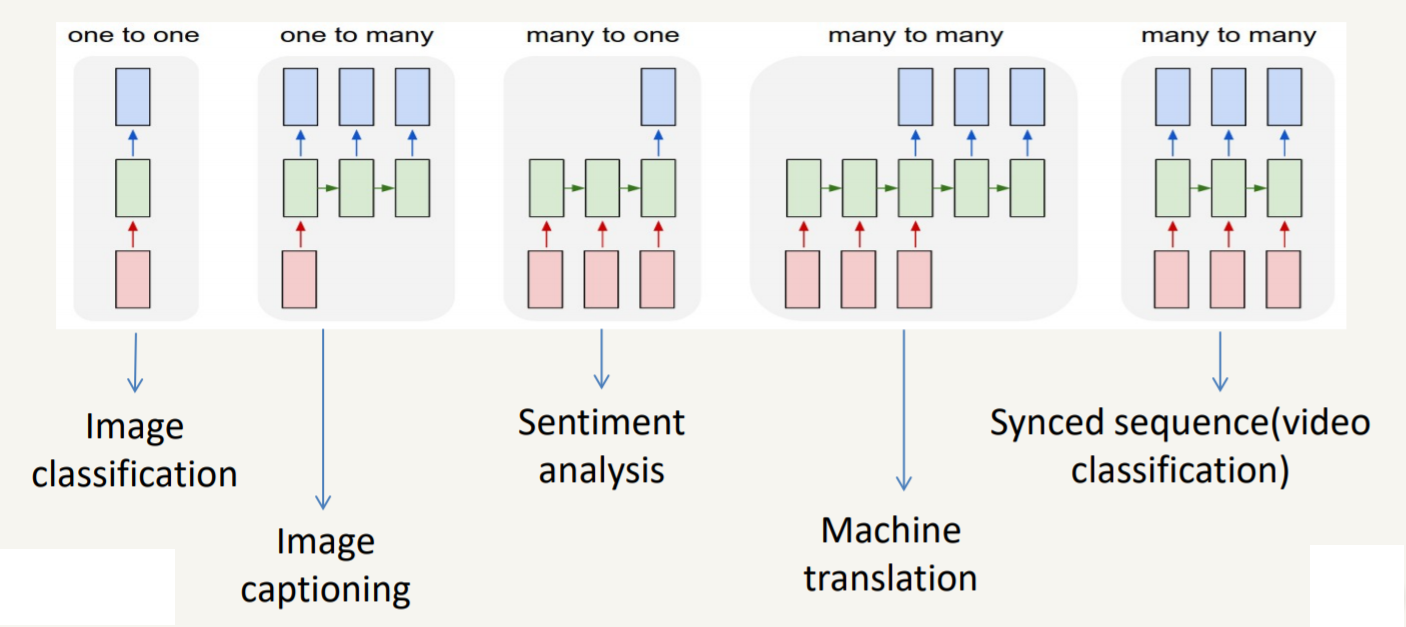 one to one
one to many
many to one
many to many
many to many
Image
classification
Image
captioning
Sentiment
analysis
Machine
translation
Synced sequence(video
classification)